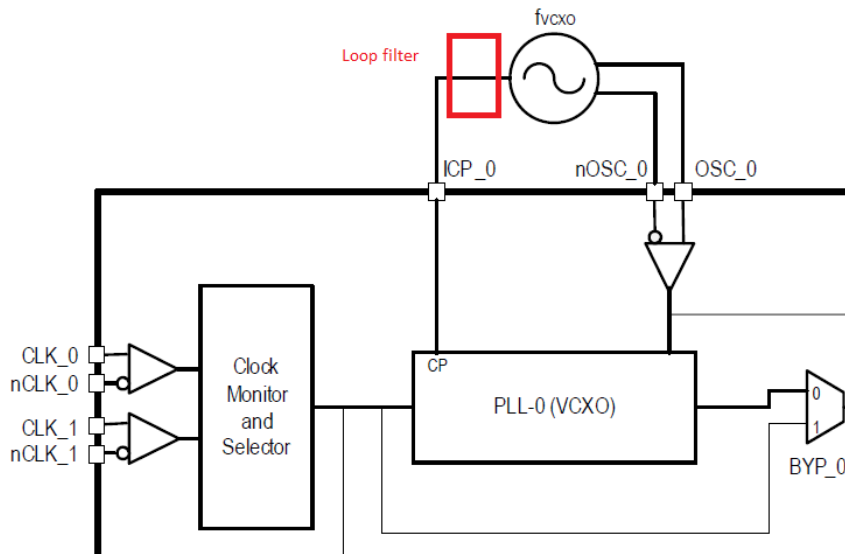 fvcxo
Loop filter
ICP_0
nOSC_0
OSC_0
CLK_0
nCLK_0
CLK_1
nCLK_1
Clock
Monitor
and
Selector
CP
PLL-0 (VCXO)
0
1
BYP_0